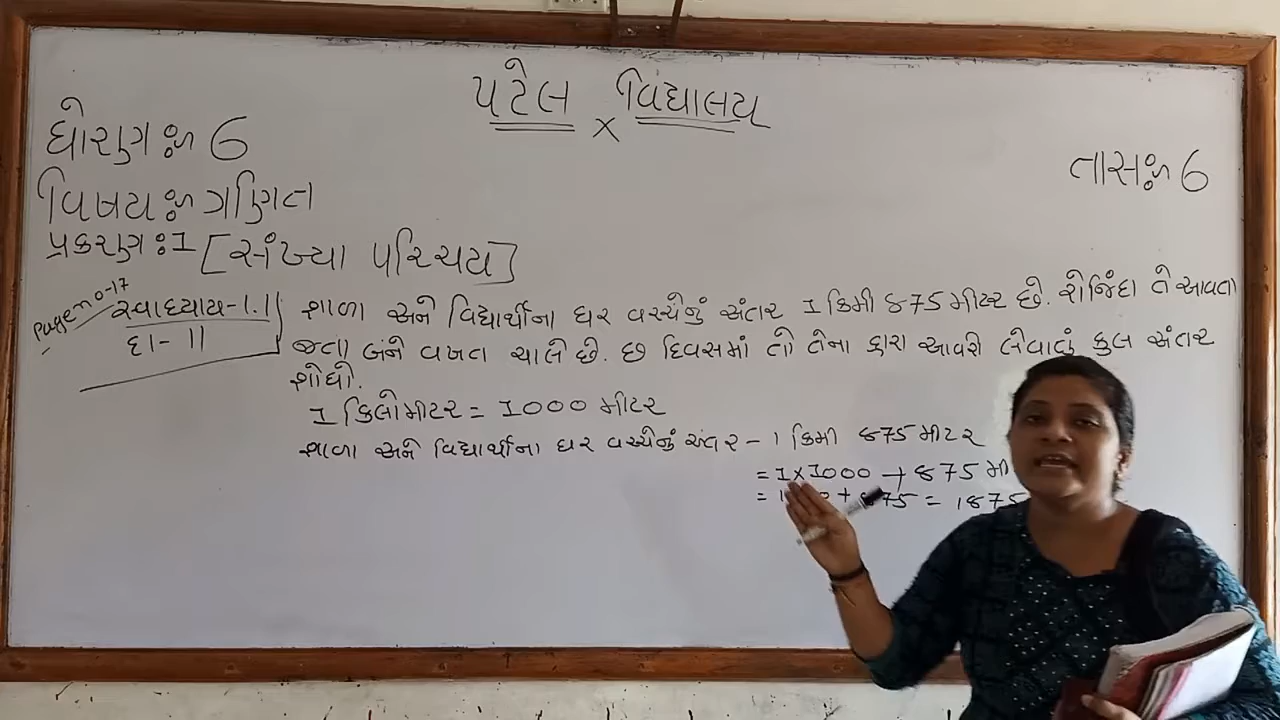 પટેલ × વિદ્યાલય
ધોરણ ઃ- 6
તાસ ઃ- 6
વિષય ઃ- ગણિત
પ્રકરણ ઃ 1 [સંખ્યા પરિચય]
Page no-17
સ્વાધ્યાય-1.1
દા- 11
શાળા અને વિદ્યાર્થીના ઘર વચ્ચેનું અંતર 1 કિમી 875 મીટર છે. રોજિંદા તે આવતા
જતા બંને વખત ચાલે છે. છ દિવસમાં તો તેના દ્વારા આવરી લેવાતું કુલ અંતર
શોધો.
1 કિલોમીટર = 1000 મીટર
શાળા અને વિદ્યાર્થીના ઘર વચ્ચેનું અંતર - 1 કિમી 875 મીટર
= 1×1000 + 875 મી
= + 875 = 1875